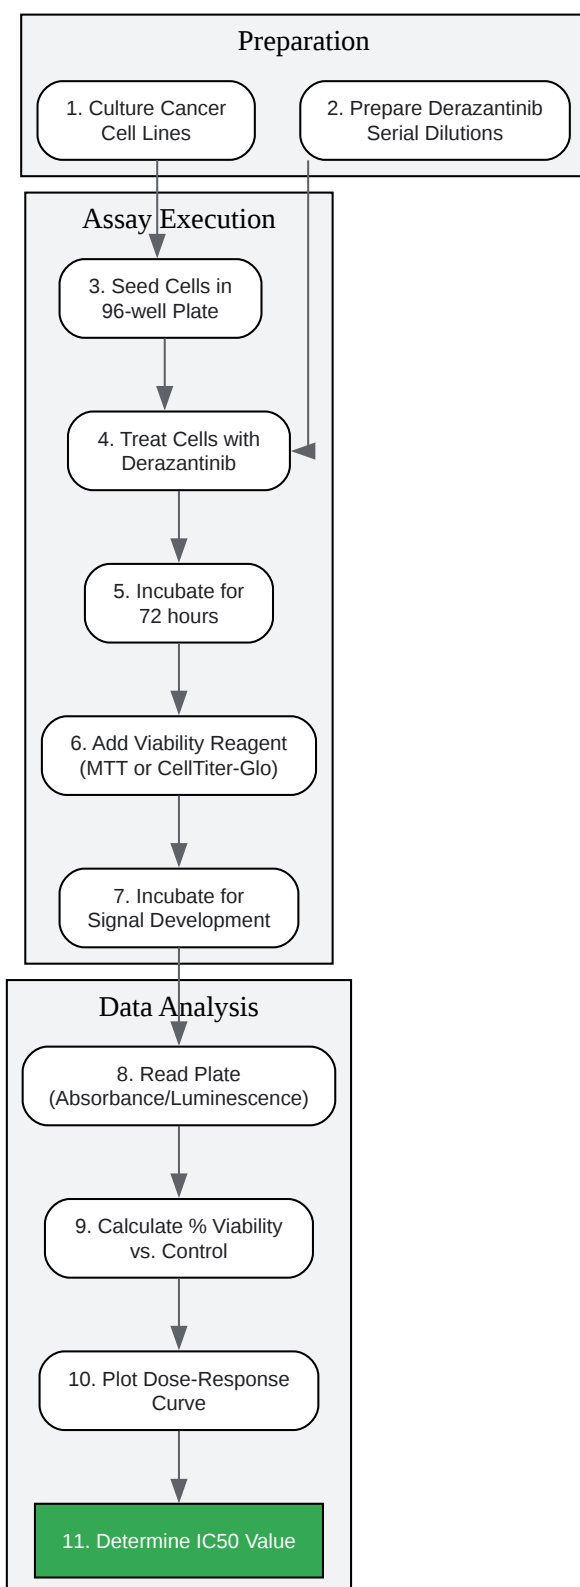 Preparation
1. Culture Cancer
Cell Lines
2. Prepare Derazantinib
Serial Dilutions
Assay Execution
3. Seed Cells in
96-well Plate
4. Treat Cells with
Derazantinib
5. Incubate for
72 hours
6. Add Viability Reagent
(MTT or CellTiter-Glo)
7. Incubate for
Signal Development
Data Analysis
8. Read Plate
(Absorbance/Luminescence)
9. Calculate % Viability
vs. Control
10. Plot Dose-Response
Curve
11. Determine IC50 Value